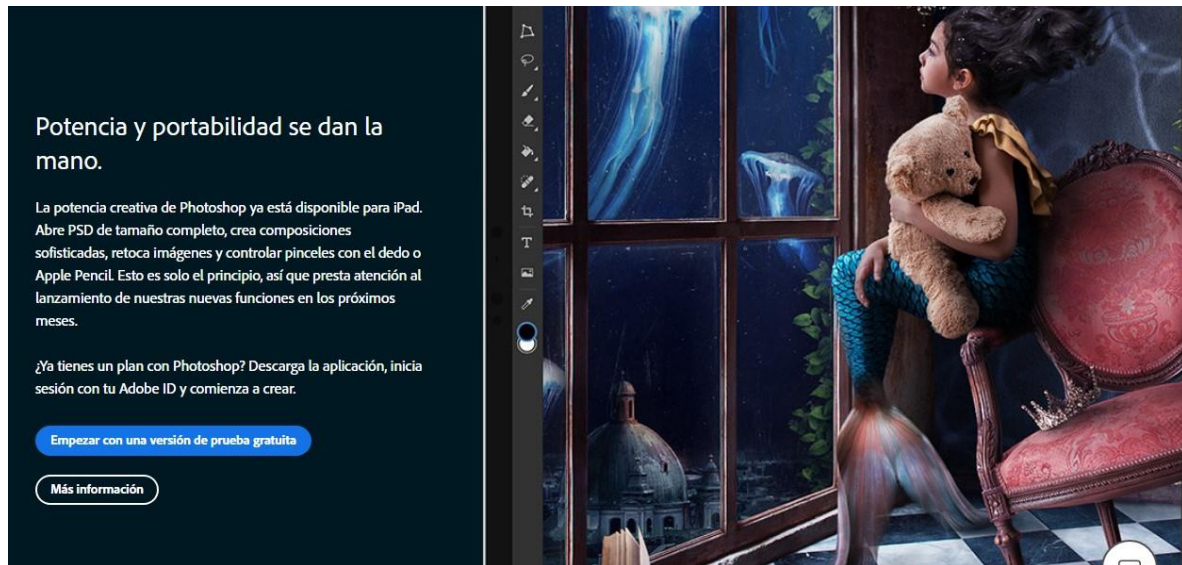 Potencia y portabilidad se dan la
mano.
La potencia creativa de Photoshop ya está disponible para iPad.
Abre PSD de tamaño completo, crea composiciones
sofisticadas, retoca imágenes y controlar pinceles con el dedo o
Apple Pencil. Esto es solo el principio, así que presta atención al
lanzamiento de nuestras nuevas funciones en los próximos
meses.
¿Ya tienes un plan con Photoshop? Descarga la aplicación, inicia
sesión con tu Adobe ID y comienza a crear.
Empezar con una versión de prueba gratuita
Más información
T